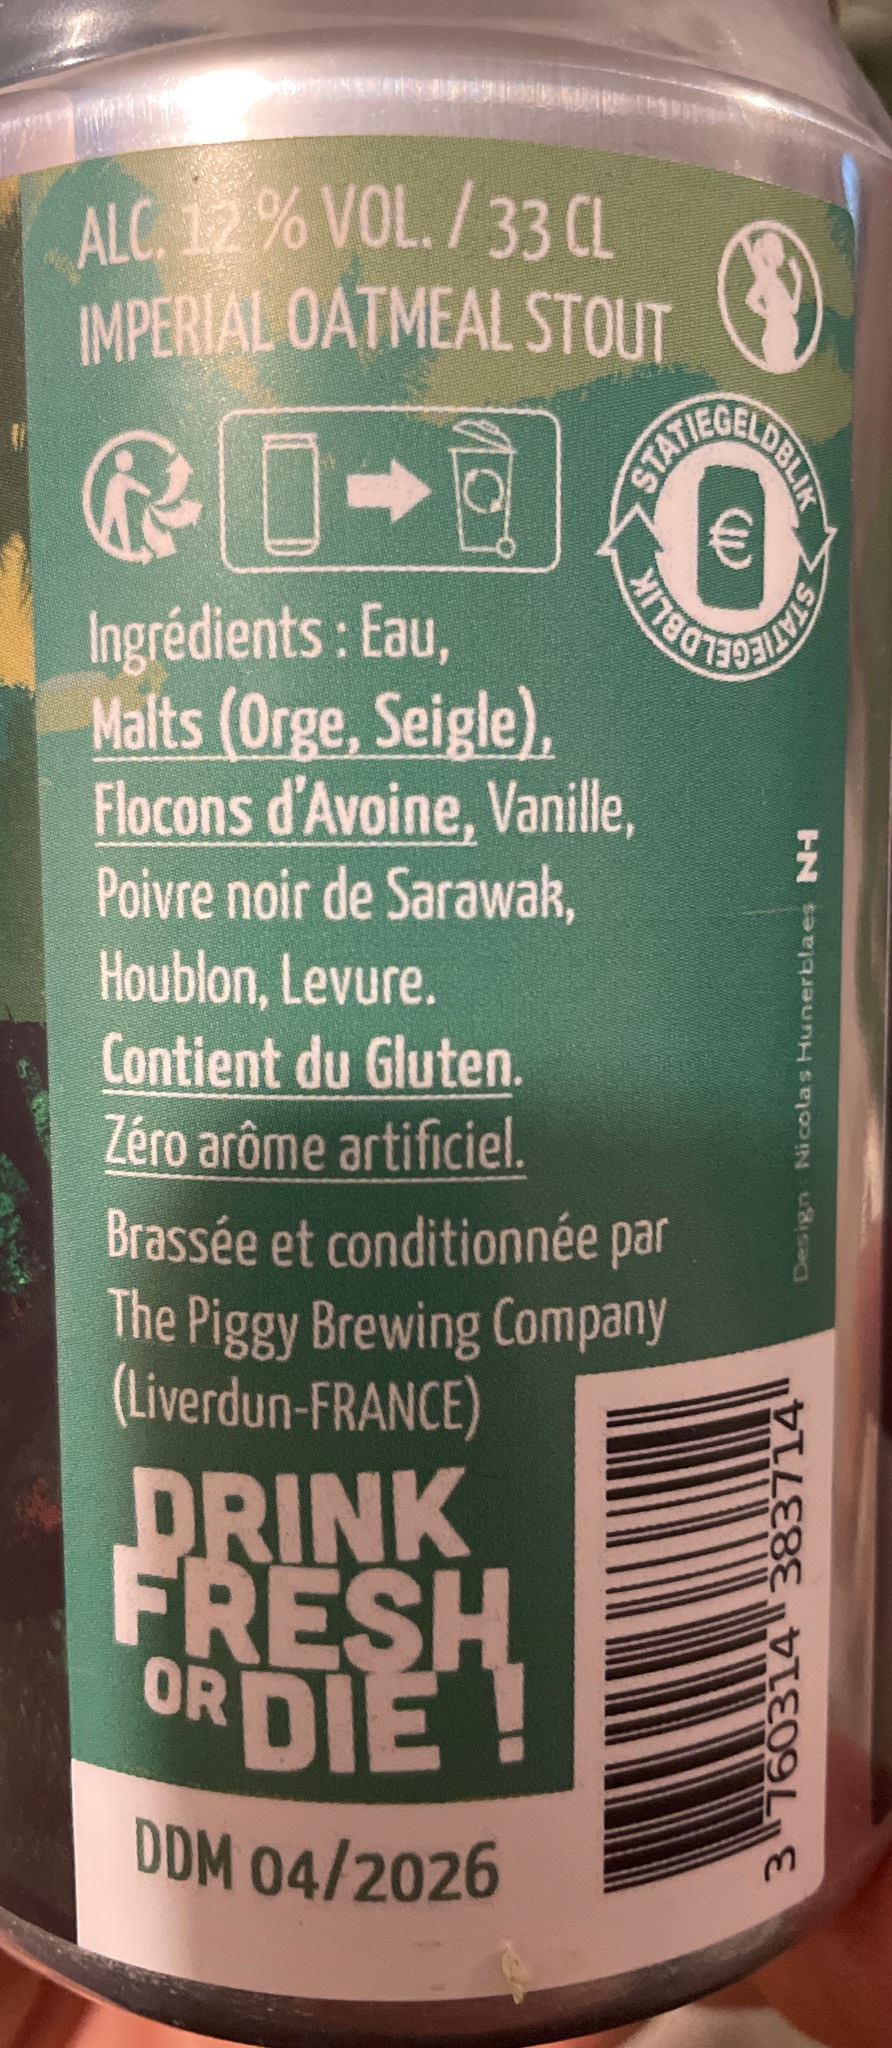 ALC. 12 % VOL. / 33 CL
IMPERIAL OATMEAL STOUT
STATIEGELDBLIK
€
STATIEGELDBLIK
Ingrédients : Eau,
Malts (Orge, Seigle),
Flocons d'Avoine, Vanille,
Poivre noir de Sarawak,
Houblon, Levure.
Contient du Gluten.
Zéro arôme artificiel.
Brassée et conditionnée par
The Piggy Brewing Company
(Liverdun-FRANCE)
DRINK
FRESH
OR DIE !
DDM 04/2026
Design : Nicolas Hunerblaes
3 760314 383714